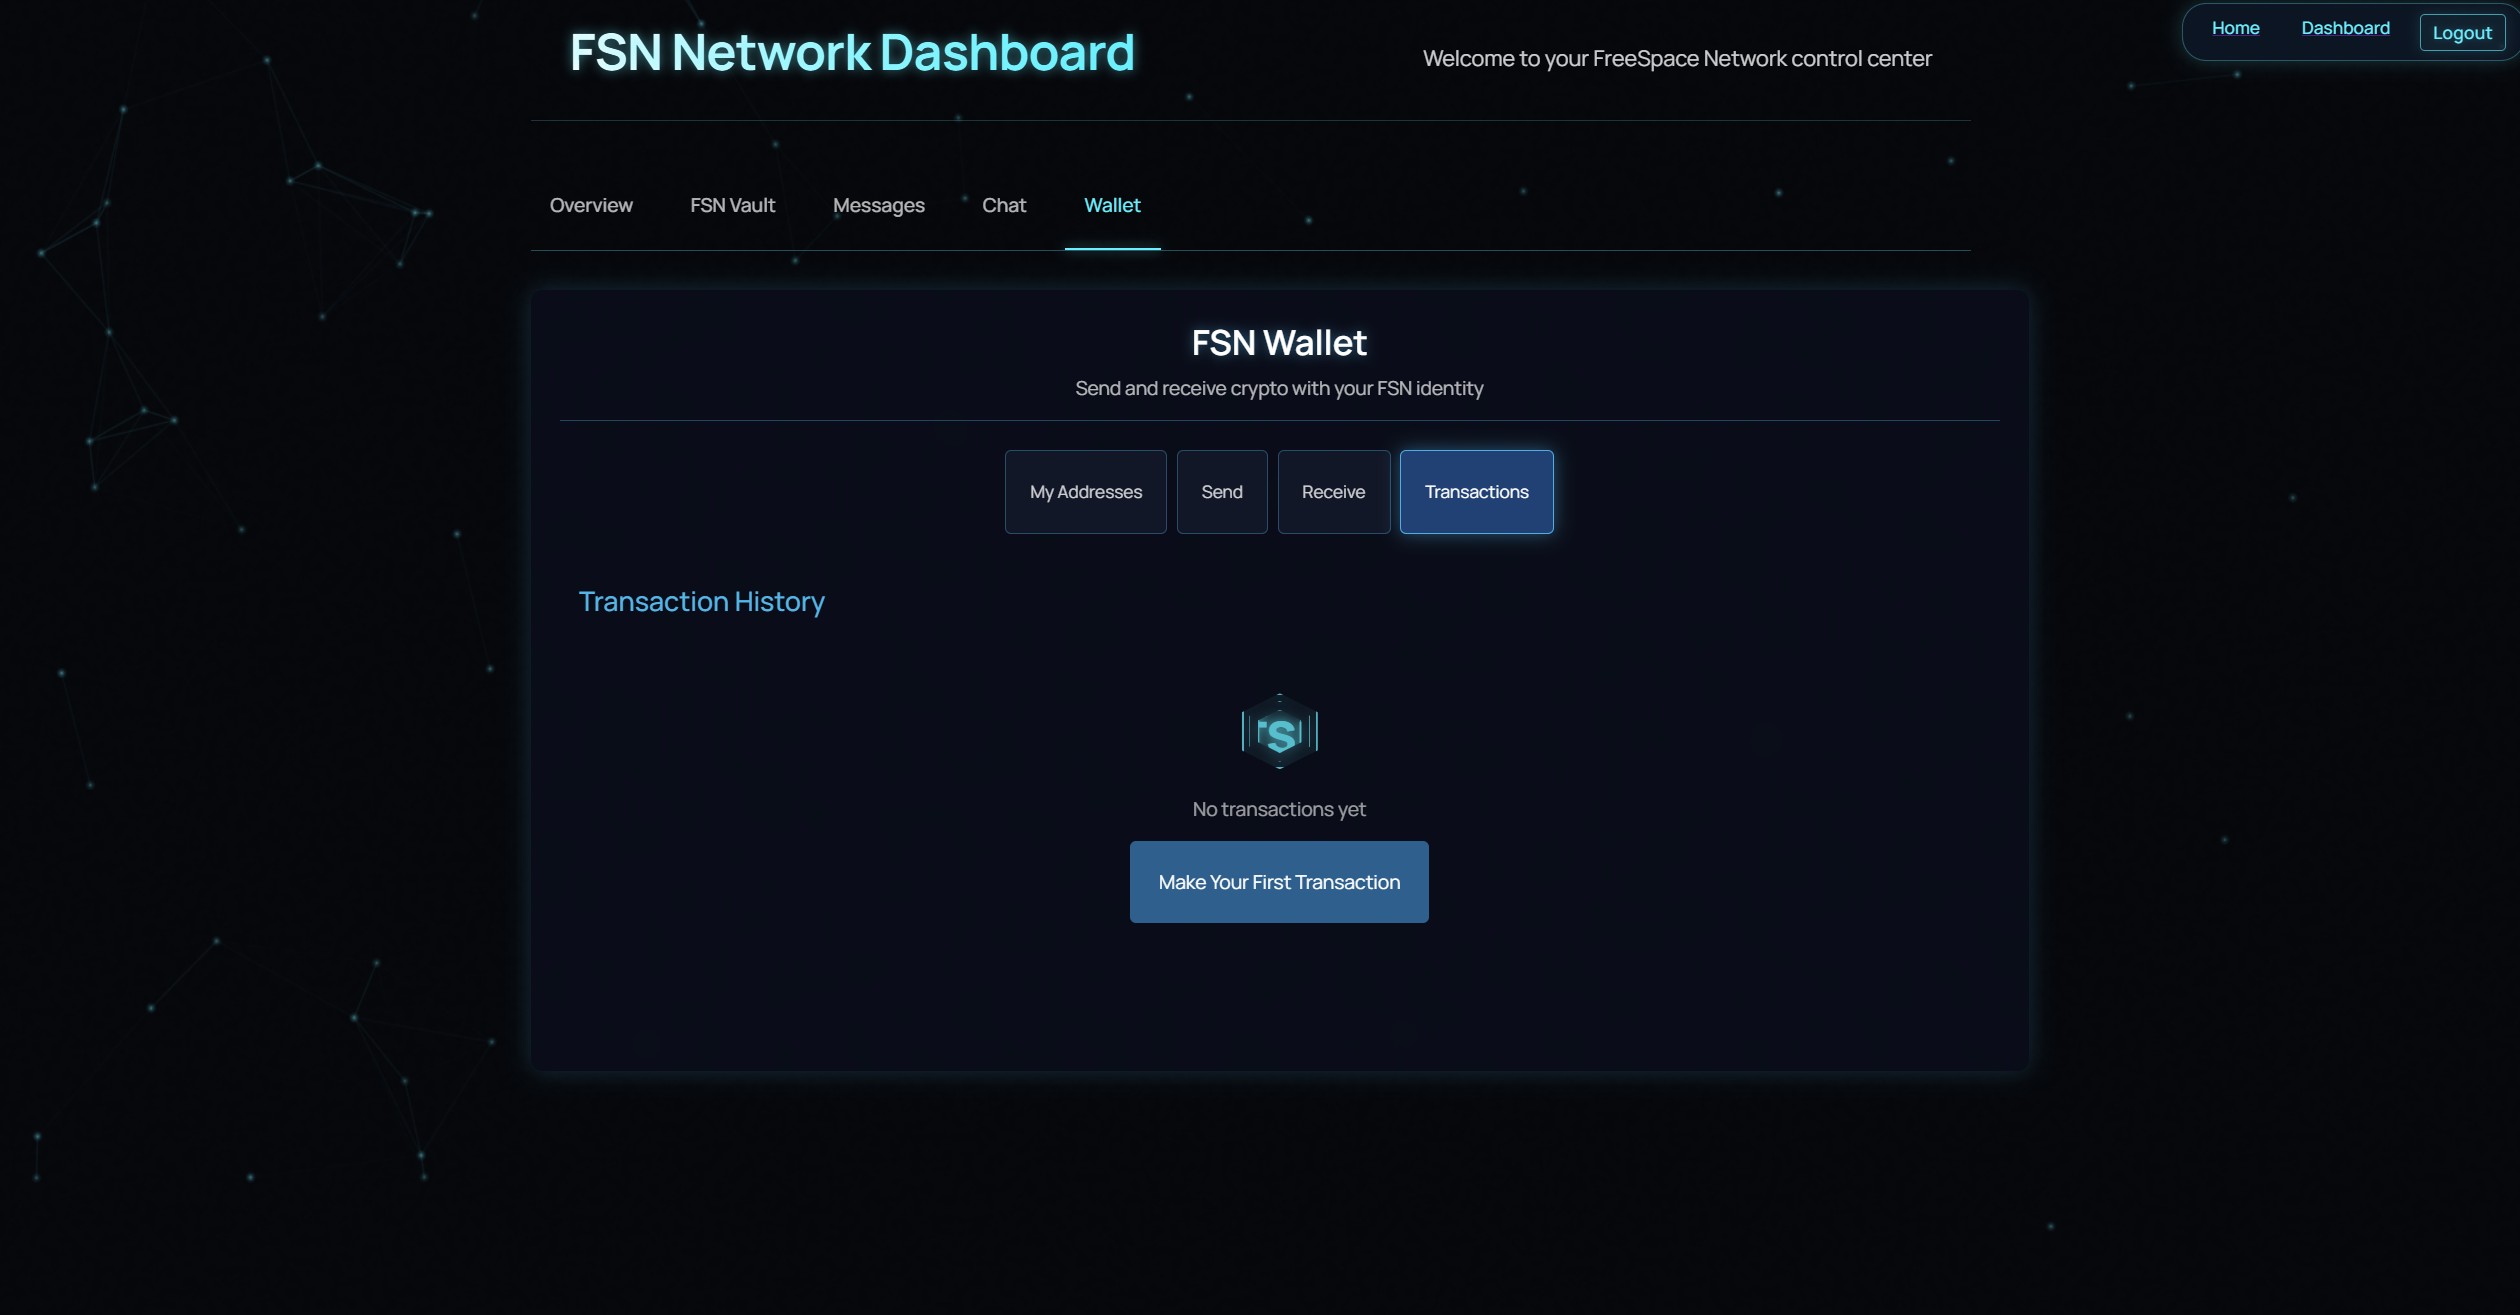 FSN Network Dashboard
Welcome to your FreeSpace Network control center
Home
Dashboard
Logout
Overview
FSN Vault
Messages
Chat
Wallet
FSN Wallet
Send and receive crypto with your FSN identity
My Addresses
Send
Receive
Transactions
Transaction History
No transactions yet
Make Your First Transaction